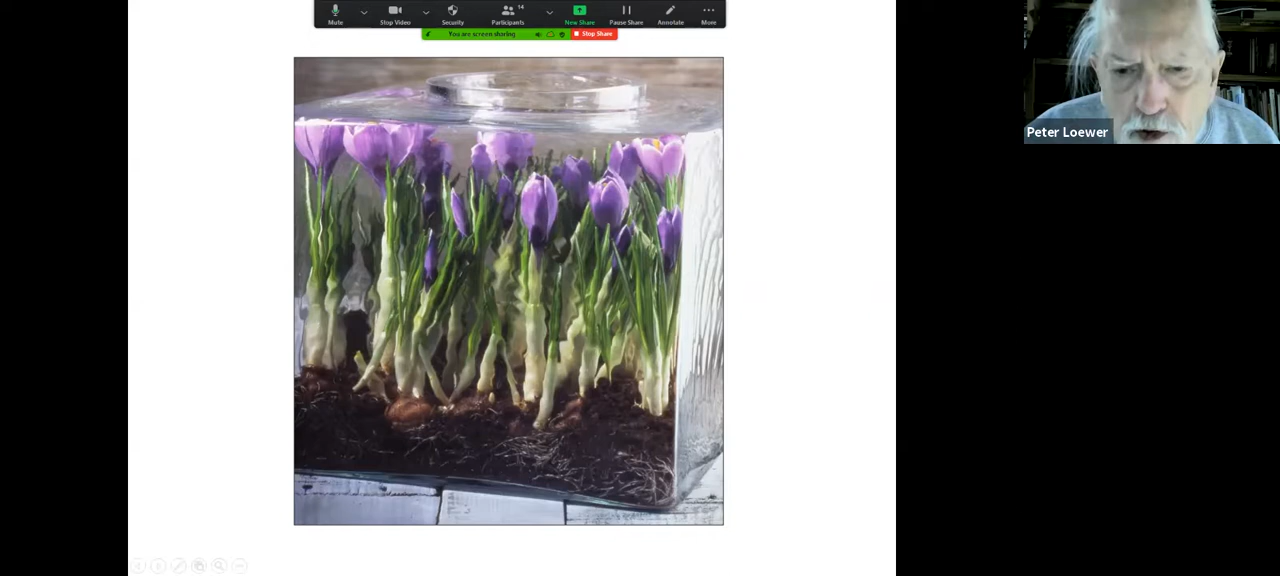 14
Mute Stop Video Security Participants New Share Pause Share Annotate More
You are screen sharing Stop Share
Peter Loewer